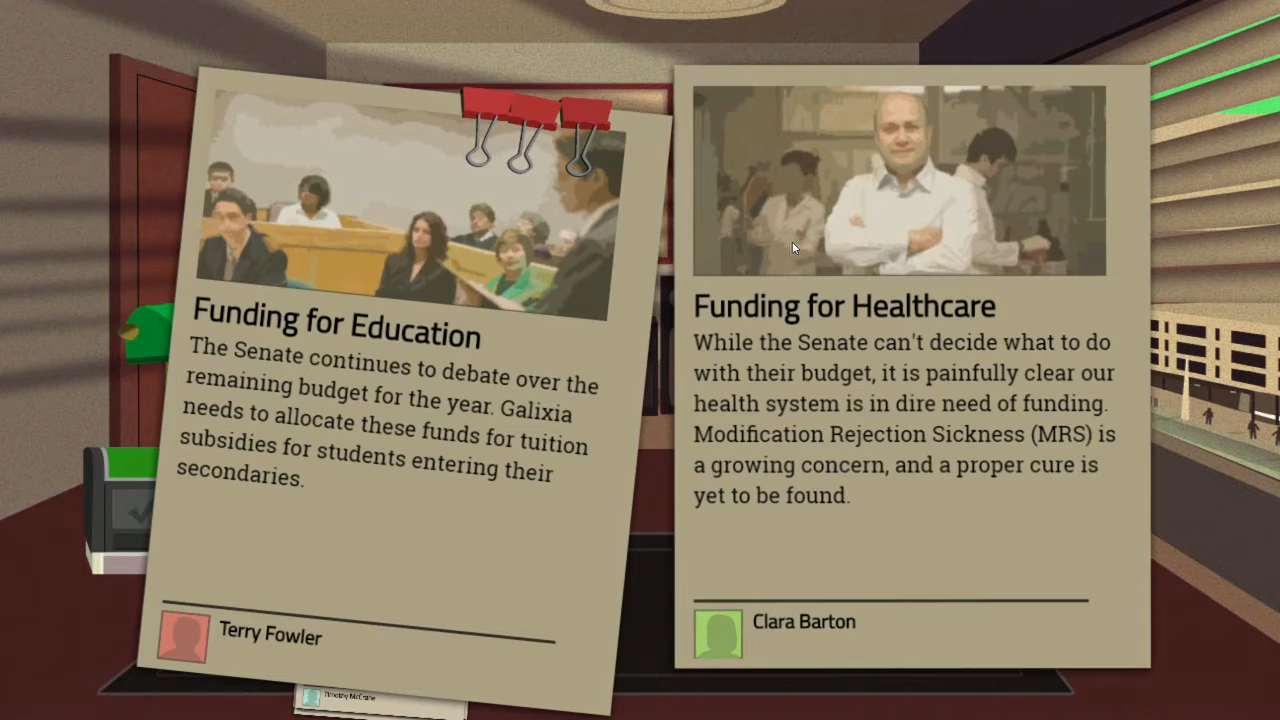 Funding for Education
The Senate continues to debate over the
remaining budget for the year. Galixia
needs to allocate these funds for tuition
subsidies for students entering their
secondaries.
Terry Fowler
Funding for Healthcare
While the Senate can't decide what to do
with their budget, it is painfully clear our
health system is in dire need of funding.
Modification Rejection Sickness (MRS) is
a growing concern, and a proper cure is
yet to be found.
Clara Barton
Timothy McCrane